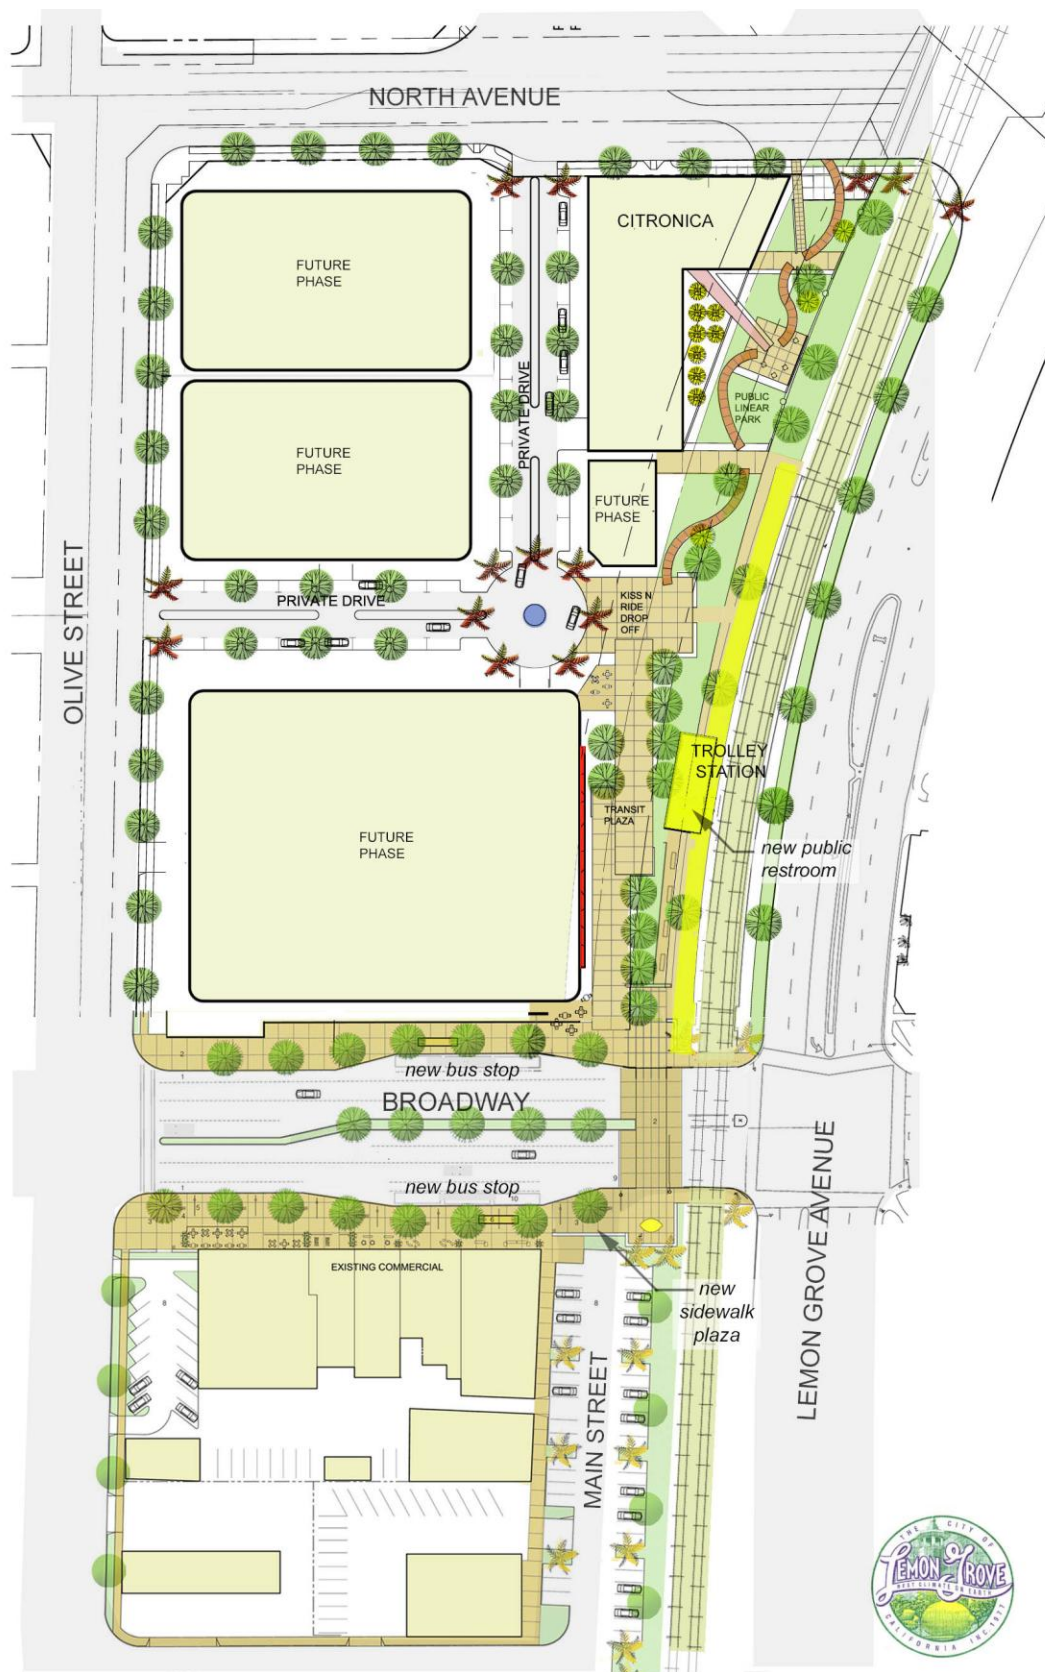 NORTH AVENUE
CITRONICA
FUTURE
PHASE
PRIVATE DRIVE
PUBLIC
LINEAR
PARK
FUTURE
PHASE
FUTURE
PHASE
OLIVE STREET
PRIVATE DRIVE
KISS N
RIDE
DROP
OFF
TROLLEY
STATION
TRANSIT
PLAZA
FUTURE
PHASE
new public
restroom
new bus stop
BROADWAY
new bus stop
LEMON GROVE AVENUE
EXISTING COMMERCIAL
new
sidewalk
plaza
MAIN STREET
THE CITY OF
LEMON GROVE
BEST CLIMATE ON EARTH
CALIFORNIA INC. 1977